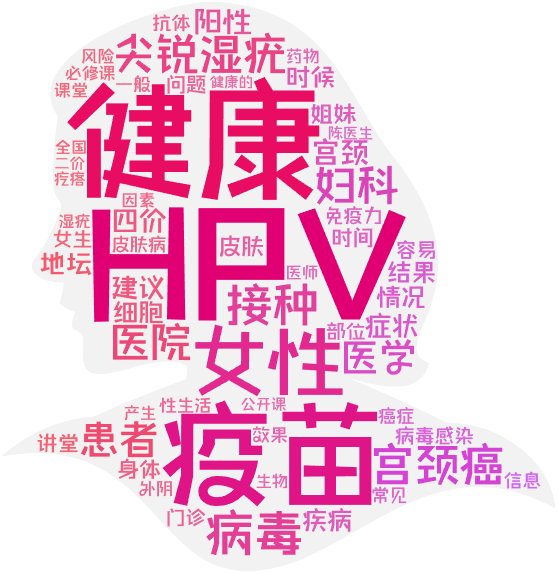 抗体 阳性
风险 尖锐湿疣 药物
必修课 一般 问题 健康的 时候
课堂
健康 姐妹
陈医生
全国 宫颈
二价 妇科
疙瘩
因素 免疫力
湿疣 四价 时间
女生 皮肤病 皮肤 容易
HPV
地坛 医师 结果
建议 接种 情况
细胞 部位 症状
医院 女性 医学
产生 性生活 公开课 癌症
讲堂 患者 疫苗 效果 病毒感染
身体 宫颈癌
外阴 生物 常见 信息
门诊 病毒 疾病